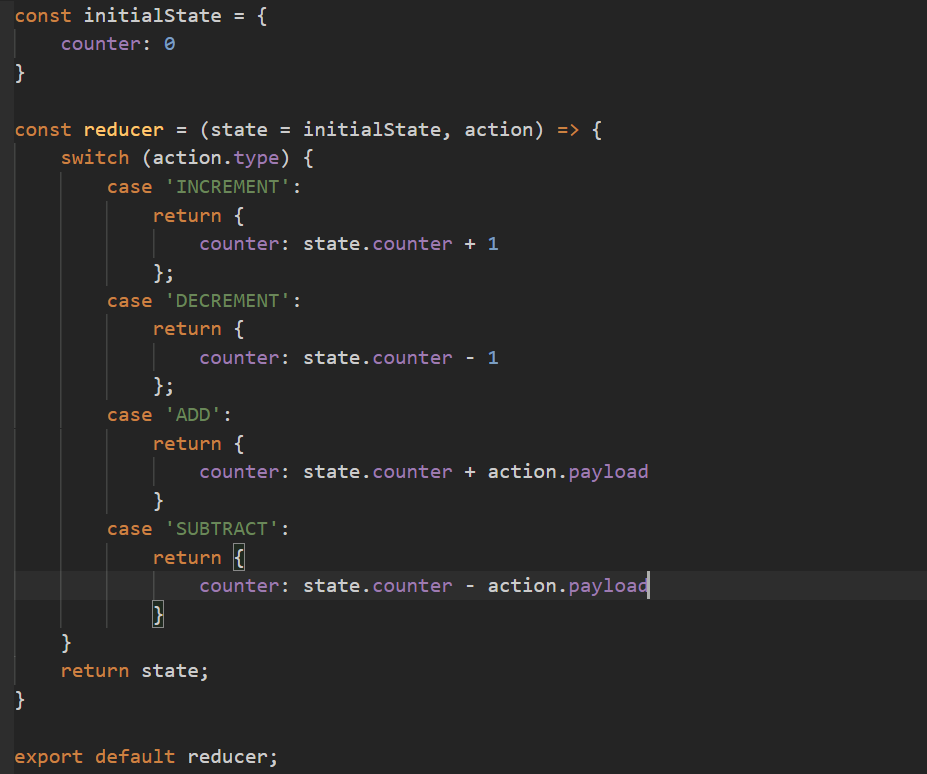 const initialState = {
    counter: 0
}

const reducer = (state = initialState, action) => {
    switch (action.type) {
        case 'INCREMENT':
            return {
                counter: state.counter + 1
            };
        case 'DECREMENT':
            return {
                counter: state.counter - 1
            };
        case 'ADD':
            return {
                counter: state.counter + action.payload
            }
        case 'SUBTRACT':
            return {
                counter: state.counter - action.payload
            }
    }
    return state;
}

export default reducer;